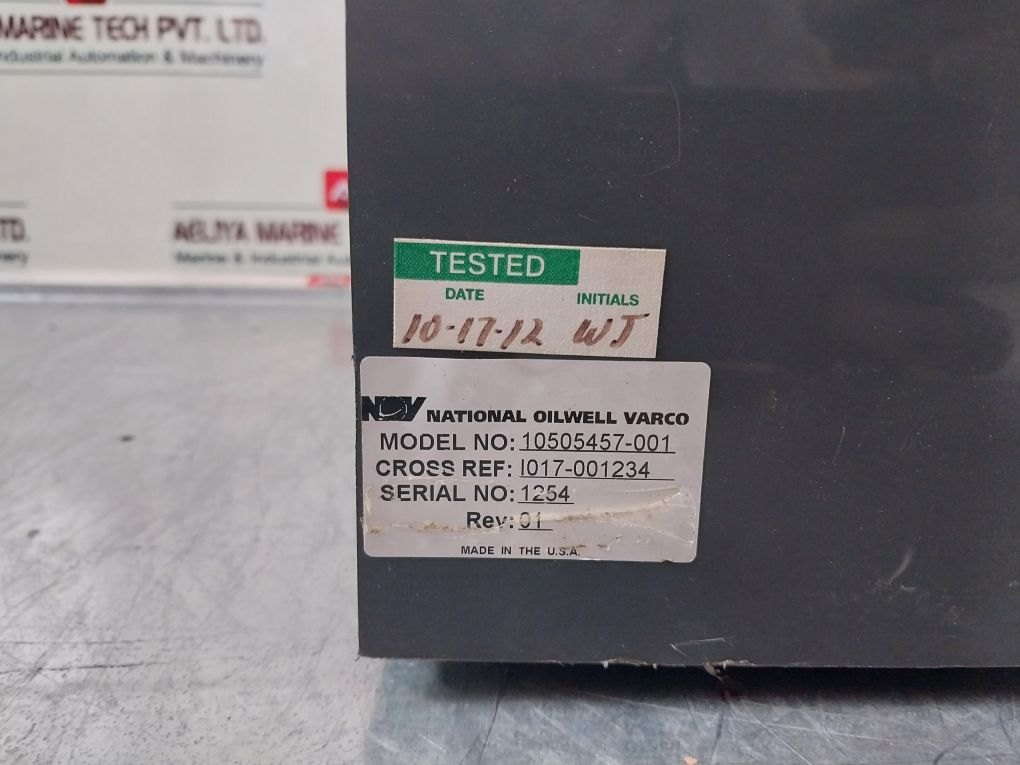 MARINE TECH PVT. LTD.
Industrial Automation & Machinery
TD.
AELIYA MARINE
Marine & Industrial
TESTED
DATE INITIALS
10-17-12 WJ
NOV NATIONAL OILWELL VARCO
MODEL NO: 10505457-001
CROSS REF: I017-001234
SERIAL NO: 1254
Rev: 01
MADE IN THE U.S.A.